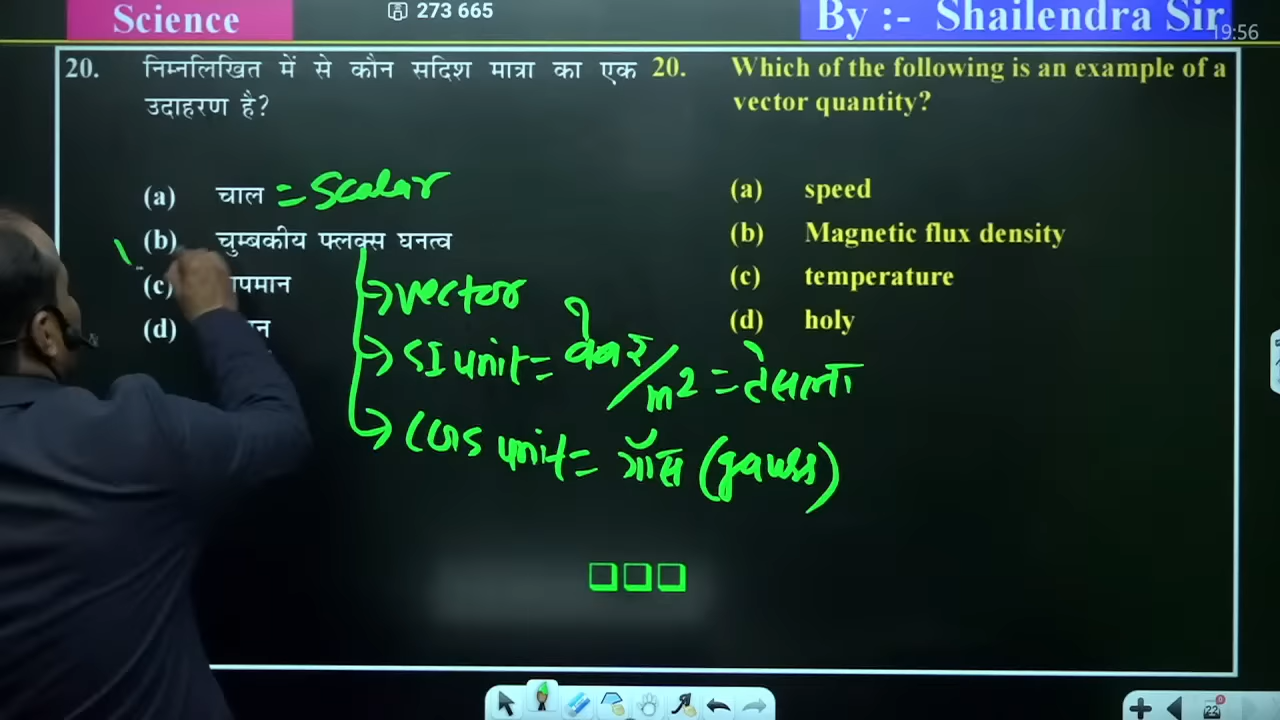 Science
273 665
By :- Shailendra Sir
19:56
20. निम्नलिखित में से कौन सदिश मात्रा का एक
उदाहरण है?
(a) चाल = Scalar
(b) चुम्बकीय फ्लक्स घनत्व
(c)
(d)
→ vector
→ SI unit = वेबर/m2 = टेसला
→ CGS unit = गॉस (gauss)
20. Which of the following is an example of a
vector quantity?
(a) speed
(b) Magnetic flux density
(c) temperature
(d) holy
22